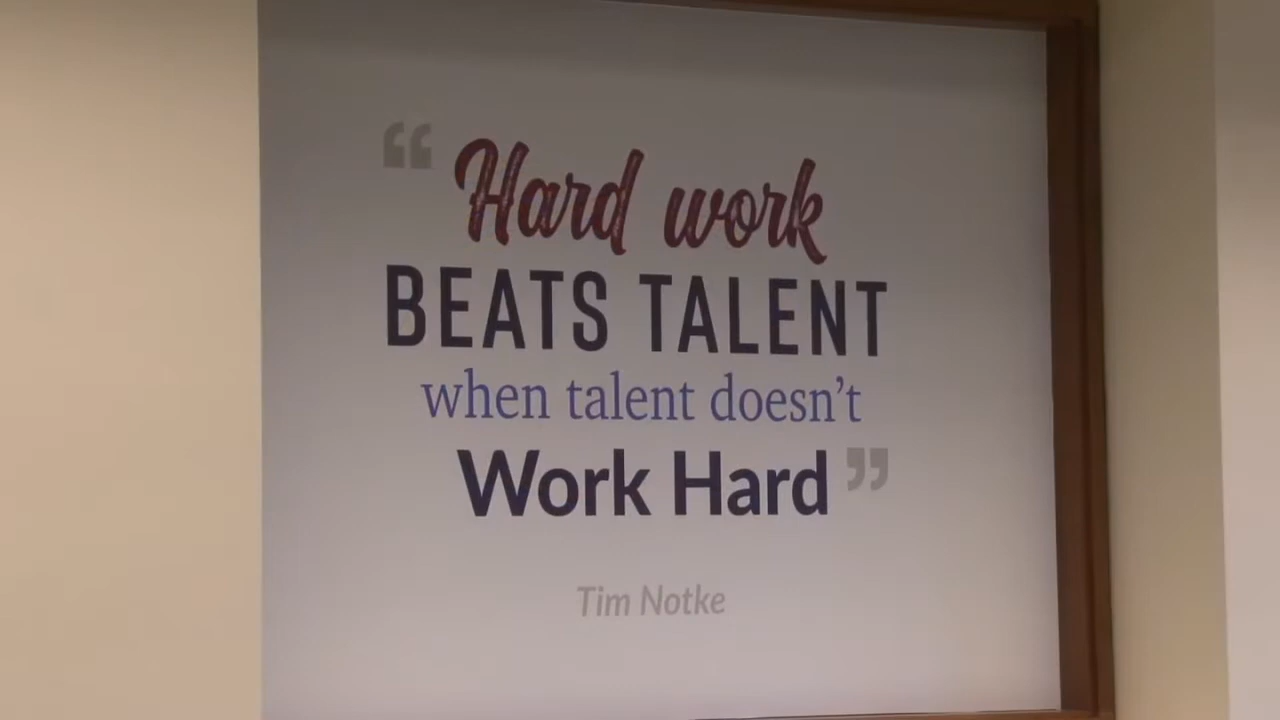 “Hard work
BEATS TALENT
when talent doesn’t
Work Hard”
Tim Notke